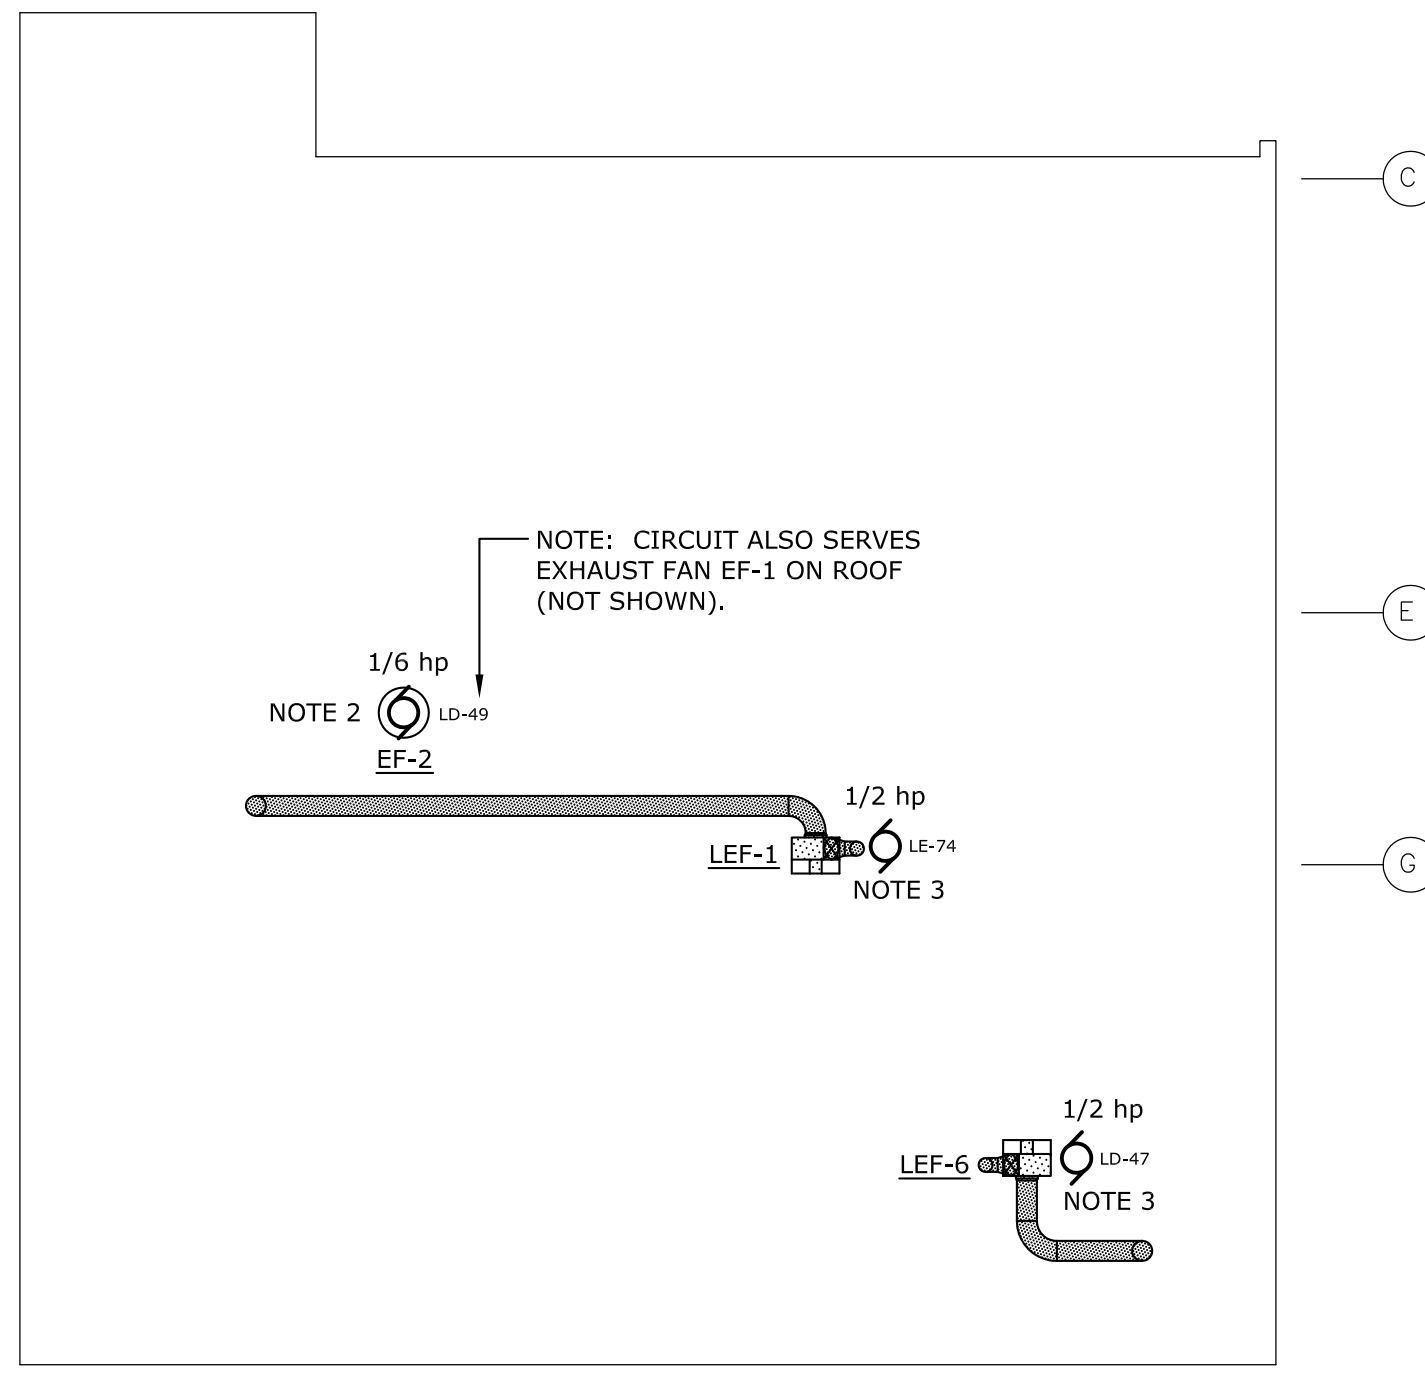 C
NOTE: CIRCUIT ALSO SERVES
EXHAUST FAN EF-1 ON ROOF
(NOT SHOWN).
E
1/6 hp
NOTE 2
LD-49
EF-2
1/2 hp
LEF-1
LE-74
NOTE 3
G
1/2 hp
LEF-6
LD-47
NOTE 3